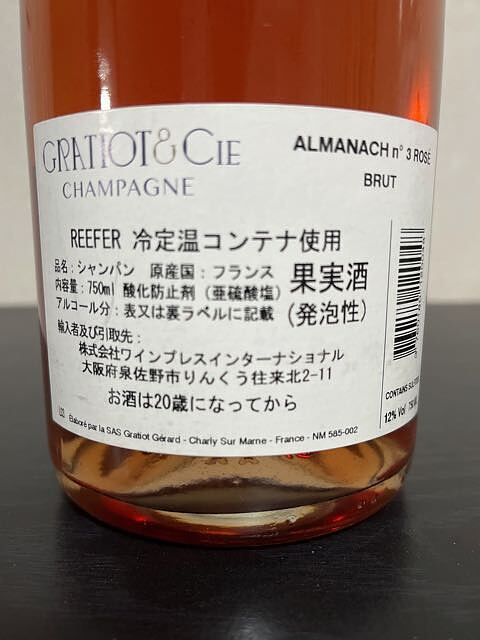 GRATIOT & CIE
CHAMPAGNE
ALMANACH n° 3 ROSÉ
BRUT
REEFER 冷定温コンテナ使用
品名：シャンパン 原産国：フランス
内容量：750ml 酸化防止剤（亜硫酸塩）
アルコール分：表又は裏ラベルに記載
果実酒
(発泡性)
輸入者及び引取先：
株式会社ワインプレスインターナショナル
大阪府泉佐野市りんくう往来北2-11
お酒は20歳になってから
Élaboré par la SAS Gratiot Gérard - Charly Sur Marne - France - NM 585-002
CONTAINS
12% Vol